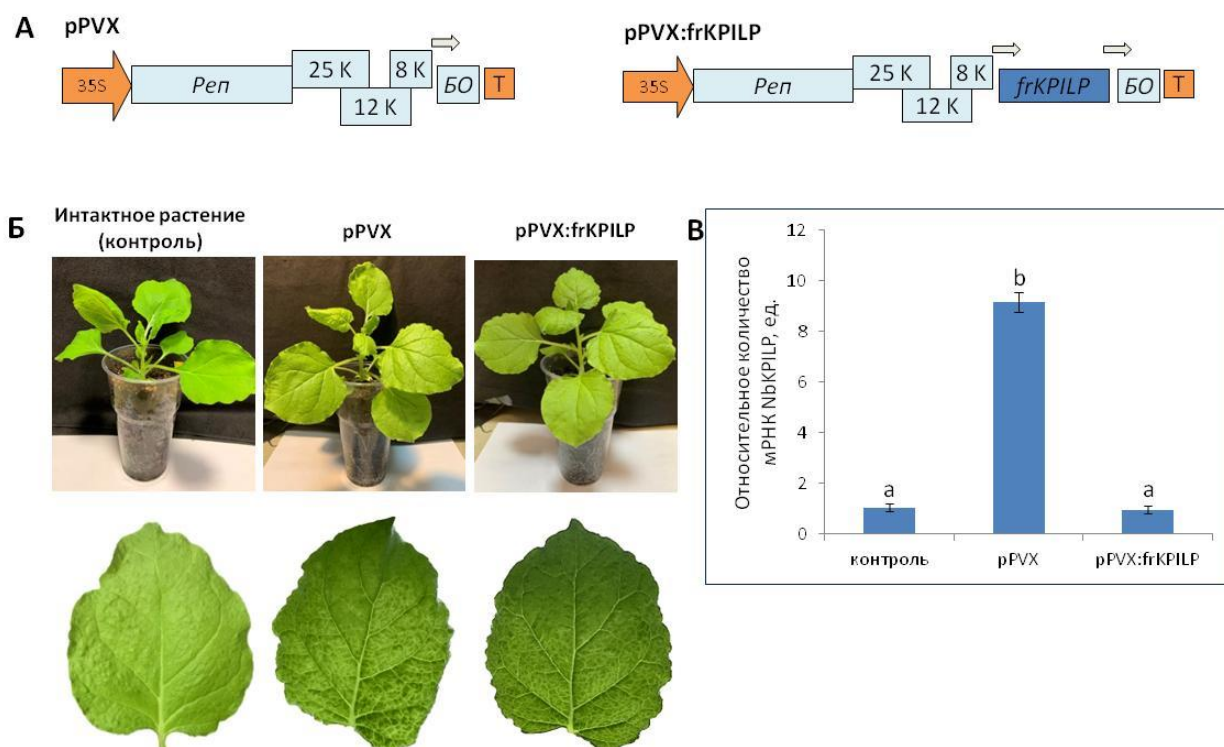 А
pPVX
35S
Реп
25 К
12 К
8 К
БО
Т
pPVX:frKPILP
35S
Реп
25 К
12 К
8 К
frKPILP
БО
Т
Б
Интактное растение
(контроль)
pPVX
pPVX:frKPILP
В
Относительное количество
мРНК NbKPILP, ед.
12
10
8
6
4
2
0
a
b
a
контроль
pPVX
pPVX:frKPILP